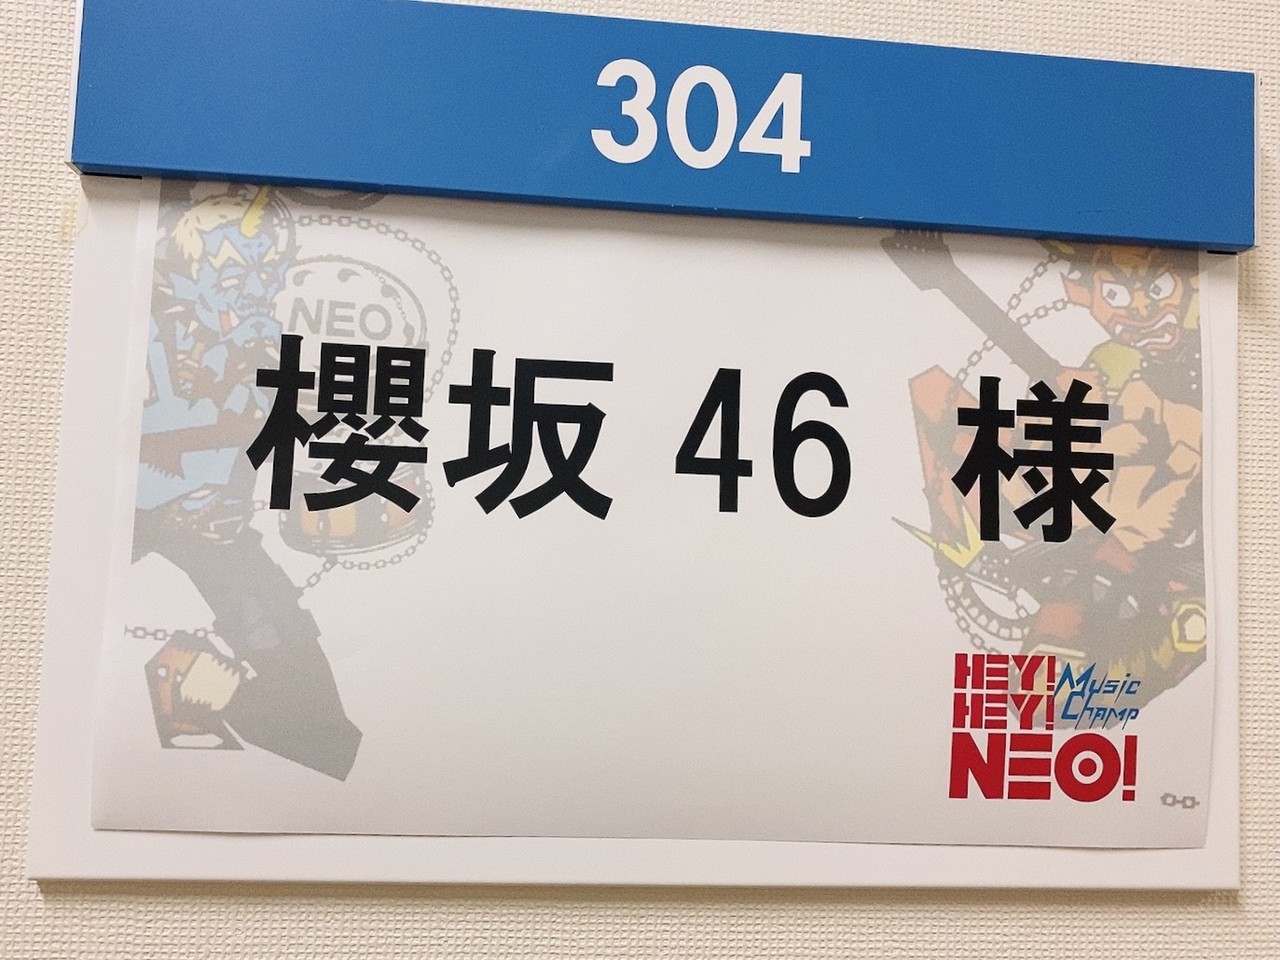 304
NEO
櫻坂 46 様
HEY! Music
HEY! Champ
NEO!